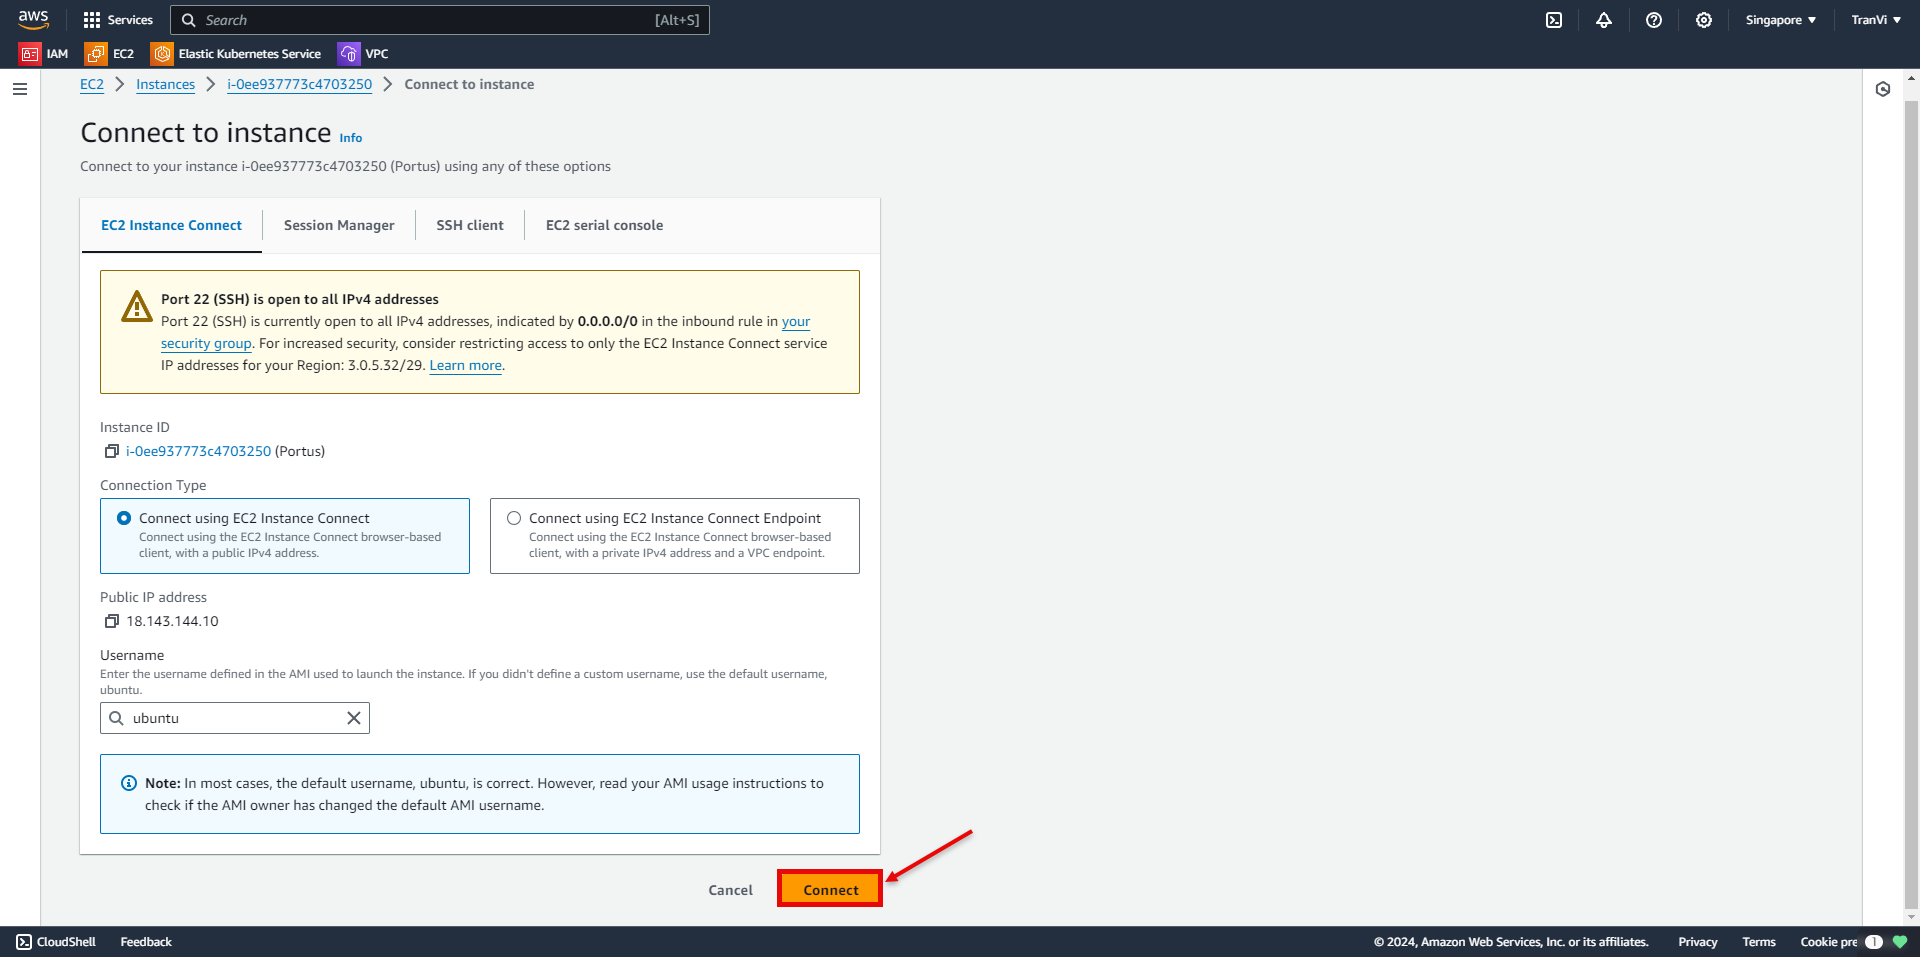 aws
Services
Search
[Alt+S]
Singapore ▼
TranVi ▼
IAM
EC2
Elastic Kubernetes Service
VPC
EC2 > Instances > i-0ee937773c4703250 > Connect to instance
Connect to instance Info
Connect to your instance i-0ee937773c4703250 (Portus) using any of these options
EC2 Instance Connect
Session Manager
SSH client
EC2 serial console
Port 22 (SSH) is open to all IPv4 addresses
Port 22 (SSH) is currently open to all IPv4 addresses, indicated by 0.0.0.0/0 in the inbound rule in your
security group. For increased security, consider restricting access to only the EC2 Instance Connect service
IP addresses for your Region: 3.0.5.32/29. Learn more.
Instance ID
i-0ee937773c4703250 (Portus)
Connection Type
Connect using EC2 Instance Connect
Connect using the EC2 Instance Connect browser-based
client, with a public IPv4 address.
Connect using EC2 Instance Connect Endpoint
Connect using the EC2 Instance Connect browser-based
client, with a private IPv4 address and a VPC endpoint.
Public IP address
18.143.144.10
Username
Enter the username defined in the AMI used to launch the instance. If you didn't define a custom username, use the default username,
ubuntu.
ubuntu
Note: In most cases, the default username, ubuntu, is correct. However, read your AMI usage instructions to
check if the AMI owner has changed the default AMI username.
Cancel
Connect
CloudShell
Feedback
© 2024, Amazon Web Services, Inc. or its affiliates.
Privacy
Terms
Cookie pre
1